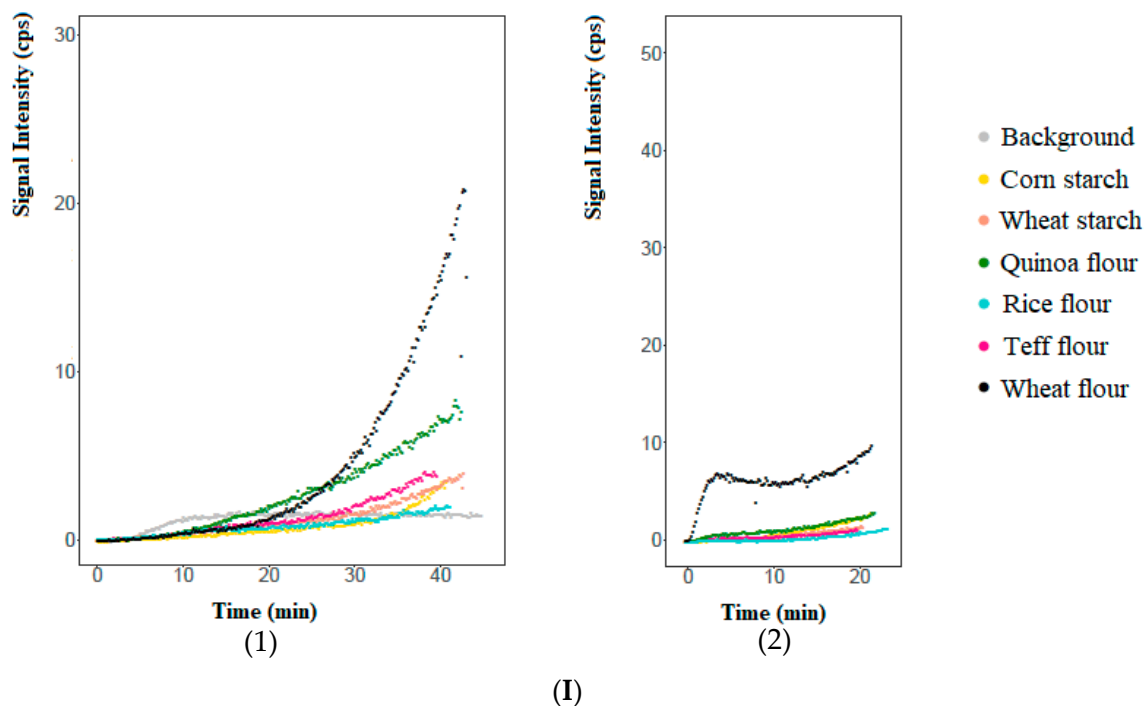 Signal Intensity (cps)
30
20
10
0
0 10 20 30 40
Time (min)
(1)
Signal Intensity (cps)
50
40
30
20
10
0
0 10 20
Time (min)
(2)
Background
Corn starch
Wheat starch
Quinoa flour
Rice flour
Teff flour
Wheat flour
(I)